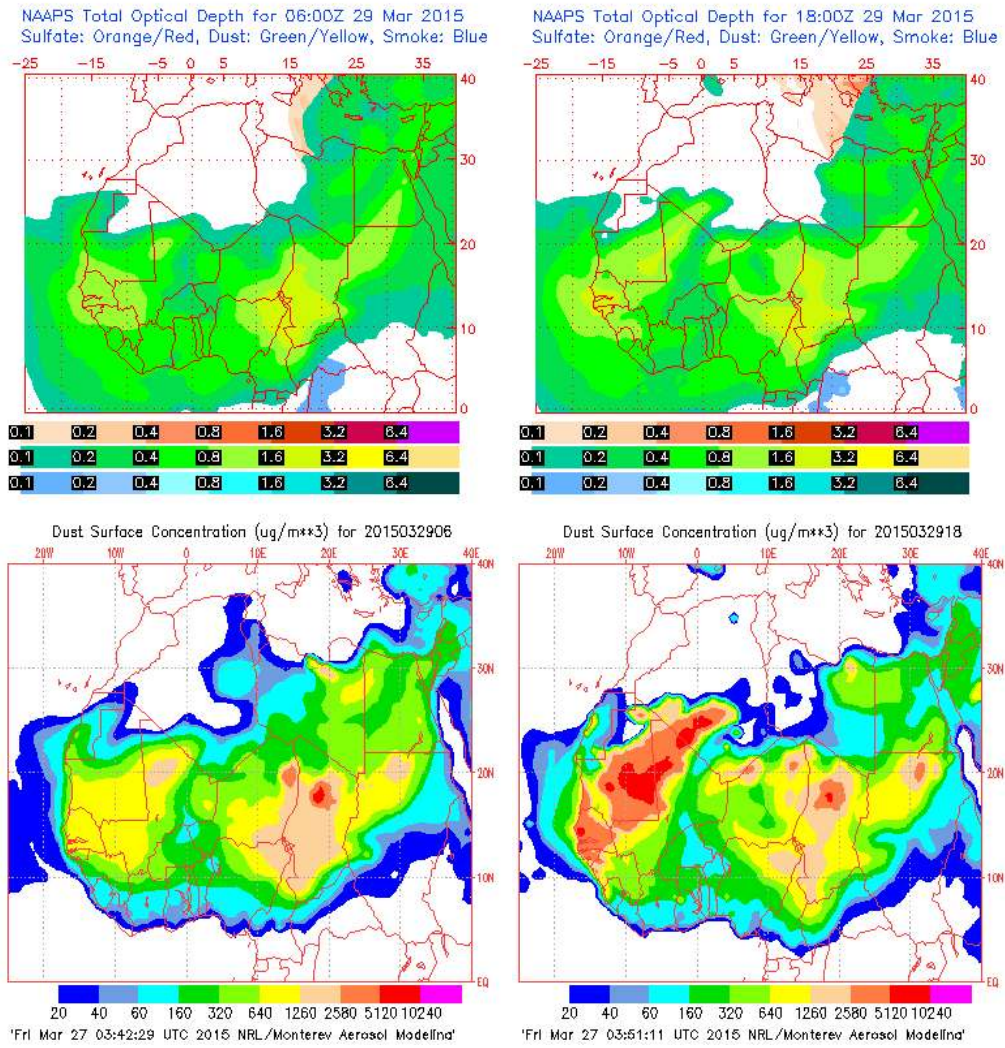 NAAPS Total Optical Depth for 06:00Z 29 Mar 2015
Sulfate: Orange/Red, Dust: Green/Yellow, Smoke: Blue
-25 -15 -5 0 5 15 25 35 40
40
30
20
10
0
0.1 0.2 0.4 0.8 1.6 3.2 6.4
0.1 0.2 0.4 0.8 1.6 3.2 6.4
0.1 0.2 0.4 0.8 1.6 3.2 6.4
NAAPS Total Optical Depth for 18:00Z 29 Mar 2015
Sulfate: Orange/Red, Dust: Green/Yellow, Smoke: Blue
-25 -15 -5 0 5 15 25 35 40
40
30
20
10
0
0.1 0.2 0.4 0.8 1.6 3.2 6.4
0.1 0.2 0.4 0.8 1.6 3.2 6.4
0.1 0.2 0.4 0.8 1.6 3.2 6.4
Dust Surface Concentration (ug/m**3) for 2015032906
20W 10W 0 10E 20E 30E 40E
40N
30N
20N
10N
EQ
20 40 60 160 320 640 1260 2580 5120 10240
'Fri Mar 27 03:42:29 UTC 2015 NRL/Monterey Aerosol Modeling'
Dust Surface Concentration (ug/m**3) for 2015032918
20W 10W 0 10E 20E 30E 40E
40N
30N
20N
10N
EQ
20 40 60 160 320 640 1260 2580 5120 10240
'Fri Mar 27 03:51:11 UTC 2015 NRL/Monterey Aerosol Modeling'